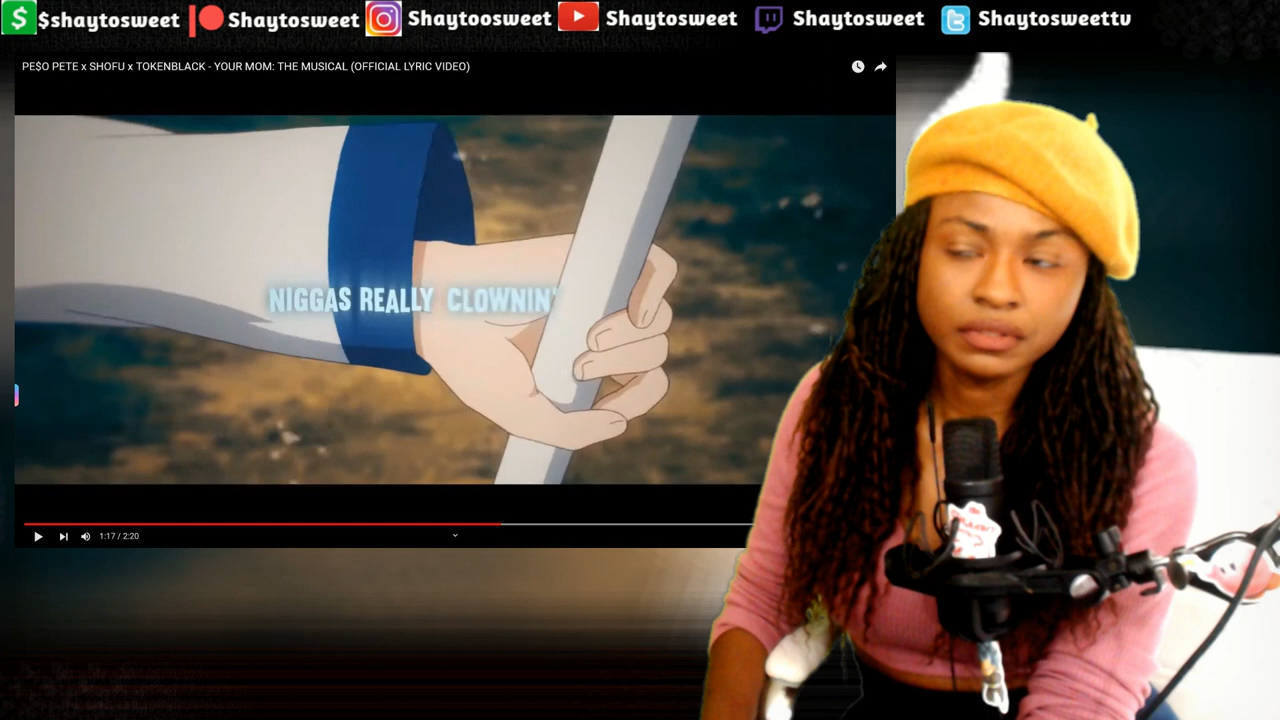 $shaytosweet Shaytosweet Shaytoosweet Shaytosweet Shaytosweet Shaytosweettv
PE$O PETE x SHOFU x TOKENBLACK - YOUR MOM: THE MUSICAL (OFFICIAL LYRIC VIDEO)
NIGGAS REALLY CLOWNIN'
1:17 / 2:20